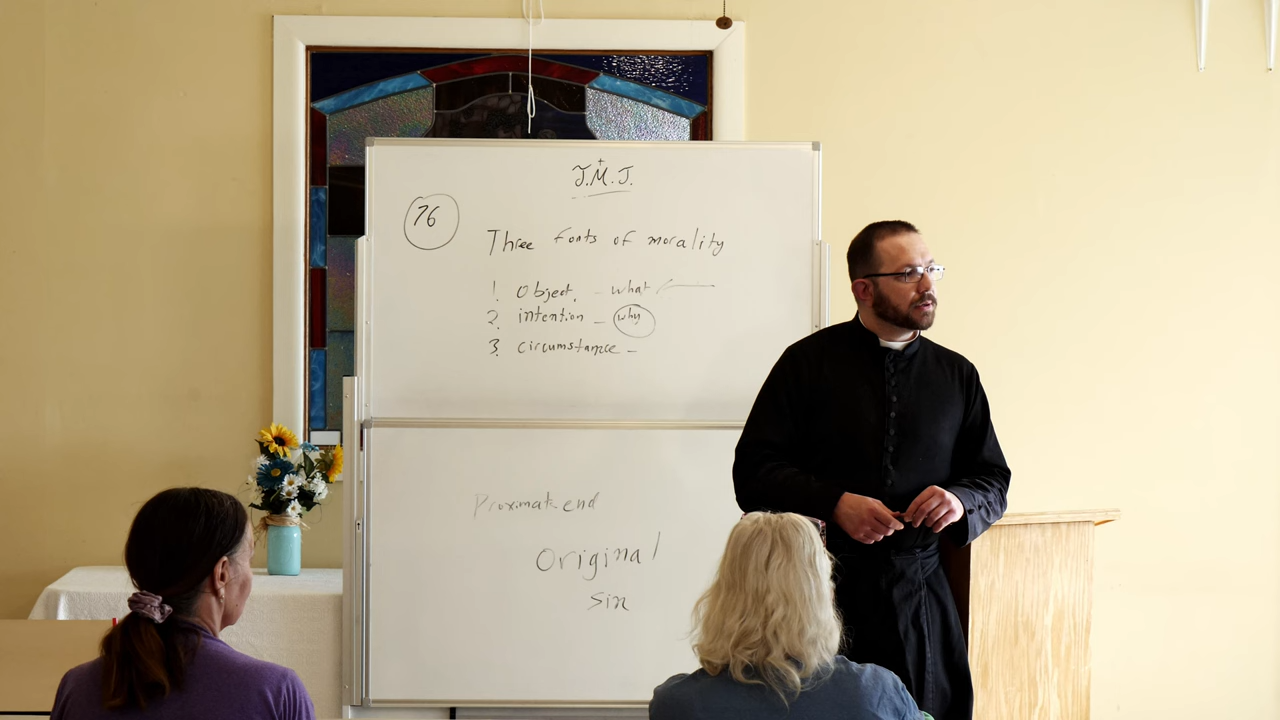 J.M.J.
76
Three fonts of morality
1. Object. - what
2. intention - why
3. circumstance -
Proximate end
Original
sin